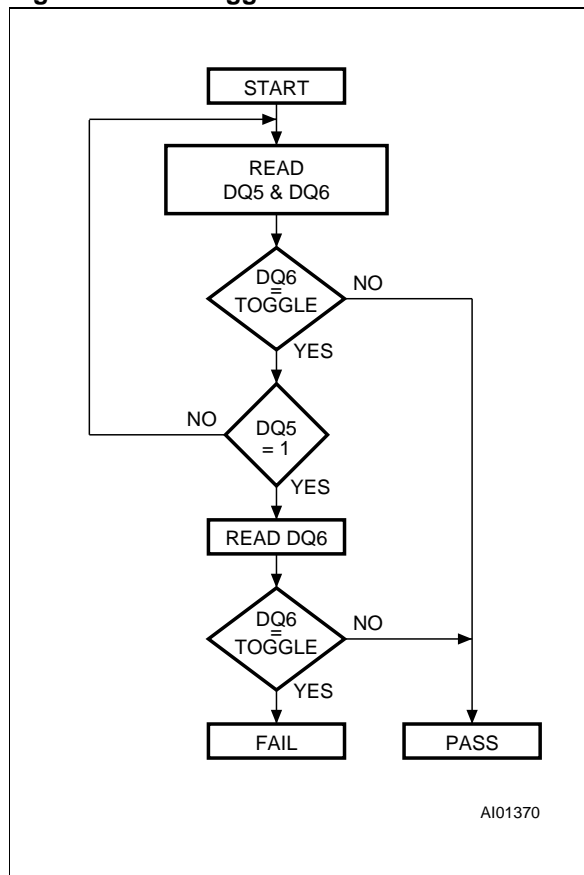 START
READ
DQ5 & DQ6
DQ6
=
TOGGLE
NO
YES
NO
DQ5
= 1
YES
READ DQ6
DQ6
=
TOGGLE
NO
YES
FAIL
PASS
AI01370